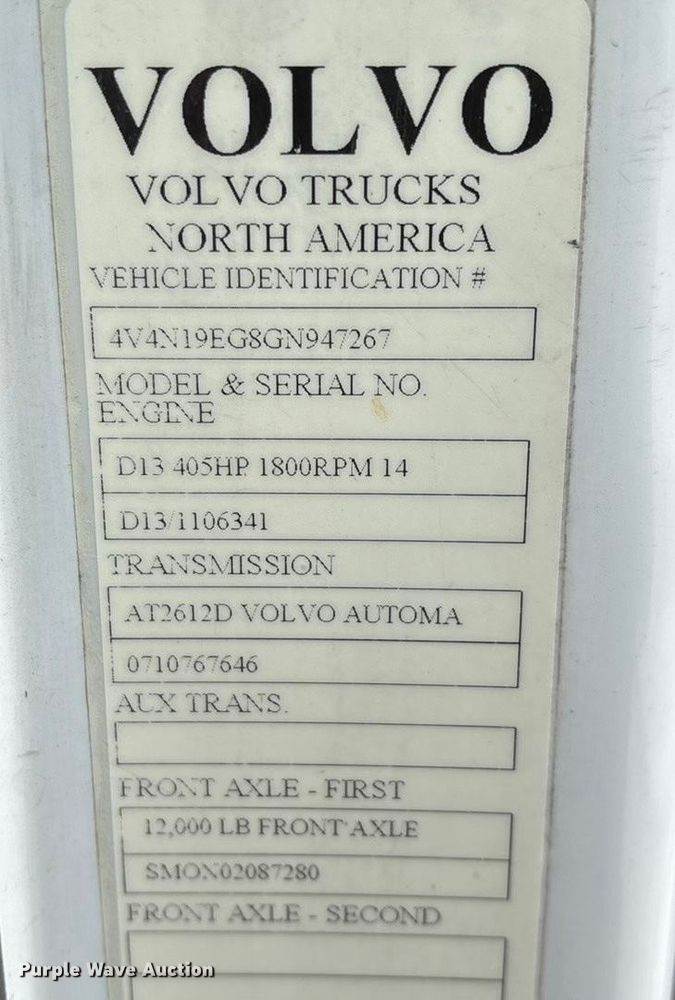 VOLVO
VOLVO TRUCKS
NORTH AMERICA
VEHICLE IDENTIFICATION #
4V4N19EG8GN947267
MODEL & SERIAL NO.
ENGINE
D13 405HP 1800RPM 14
D13/1106341
TRANSMISSION
AT2612D VOLVO AUTOMA
0710767646
AUX TRANS.
FRONT AXLE - FIRST
12,000 LB FRONT AXLE
SMON02087280
FRONT AXLE - SECOND
Purple Wave Auction